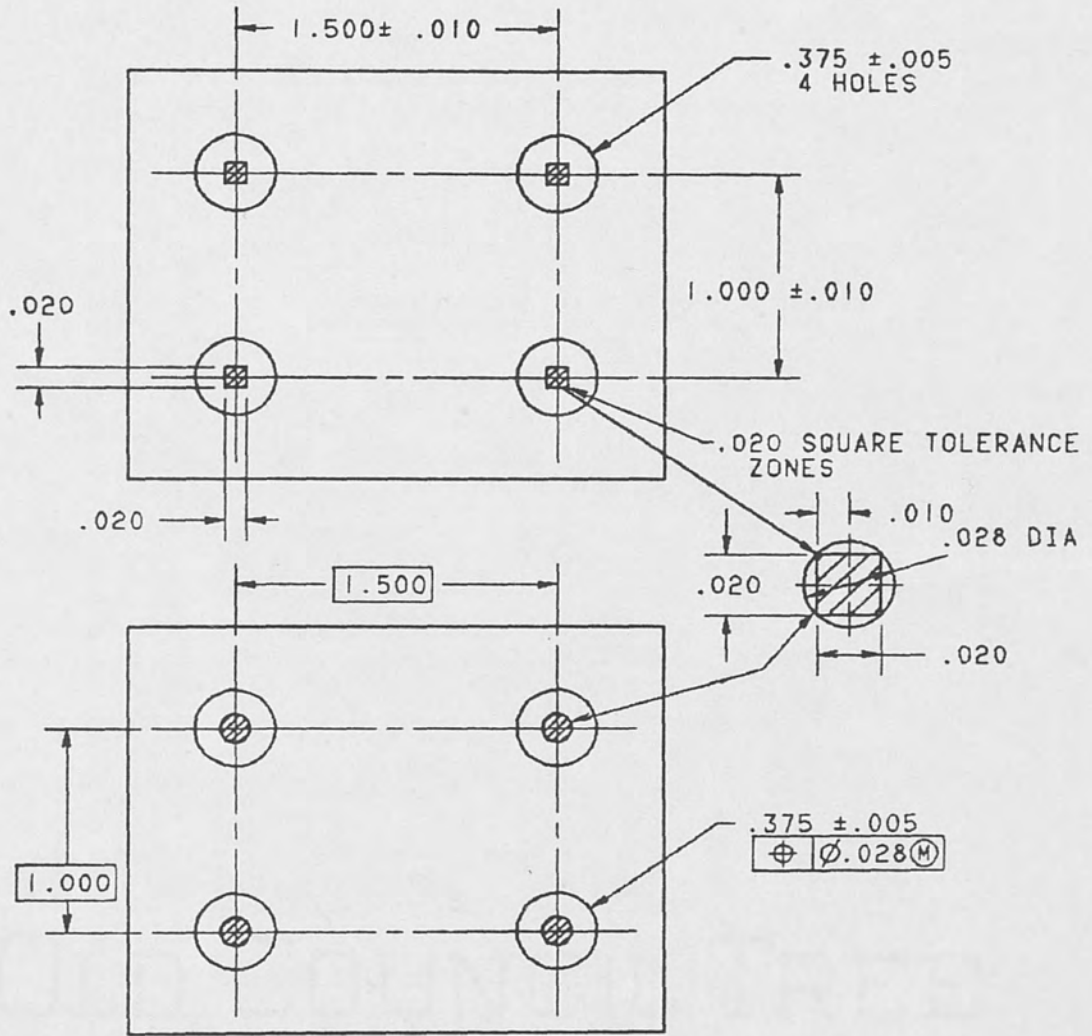 1.500± .010
.375 ±.005
4 HOLES
1.000 ±.010
.020
.020 SQUARE TOLERANCE
ZONES
.020
.010
.028 DIA
.020
.020
1.500
1.000
.375 ±.005
⌖ Ø.028Ⓜ